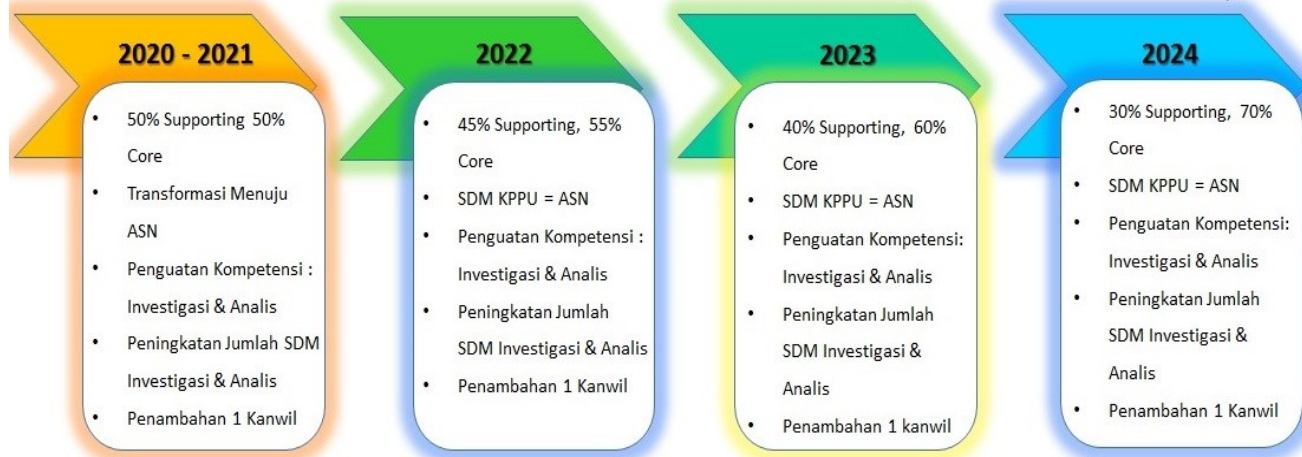 2020 - 2021
• 50% Supporting 50%
Core
• Transformasi Menuju
ASN
• Penguatan Kompetensi :
Investigasi & Analis
• Peningkatan Jumlah SDM
Investigasi & Analis
• Penambahan 1 Kanwil
2022
• 45% Supporting, 55%
Core
• SDM KPPU = ASN
• Penguatan Kompetensi :
Investigasi & Analis
• Peningkatan Jumlah
SDM Investigasi & Analis
• Penambahan 1 Kanwil
2023
• 40% Supporting, 60%
Core
• SDM KPPU = ASN
• Penguatan Kompetensi:
Investigasi & Analis
• Peningkatan Jumlah
SDM Investigasi &
Analis
• Penambahan 1 kanwil
2024
• 30% Supporting, 70%
Core
• SDM KPPU = ASN
• Penguatan Kompetensi:
Investigasi & Analis
• Peningkatan Jumlah
SDM Investigasi &
Analis
• Penambahan 1 Kanwil